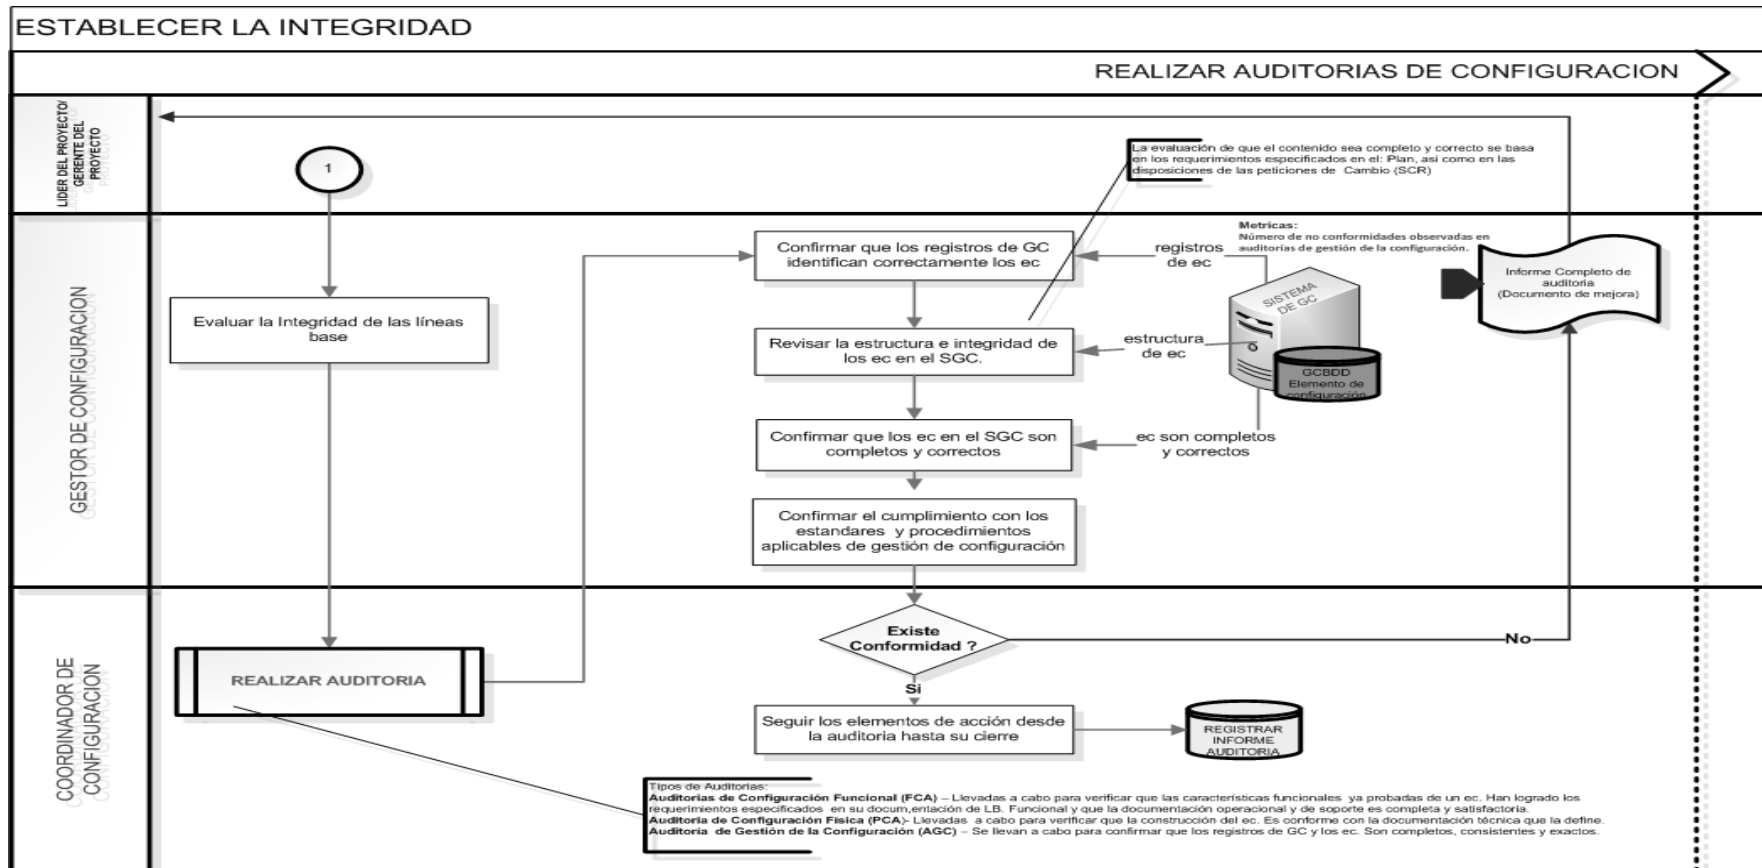 ESTABLECER LA INTEGRIDAD
REALIZAR AUDITORIAS DE CONFIGURACION
LIDER DEL PROYECTO/
GERENTE DEL
PROYECTO
1
La evaluación de que el contenido sea completo y correcto se basa
en los requerimientos especificados en el: Plan, asi como en las
disposiciones de las peticiones de Cambio (SCR)
GESTOR DE CONFIGURACION
Evaluar la Integridad de las líneas
base
Confirmar que los registros de GC
identifican correctamente los ec
registros
de ec
Metricas:
Número de no conformidades observadas en
auditorías de gestión de la configuración.
Informe Completo de
auditoria
(Documento de mejora)
SISTEMA
DE GC
Revisar la estructura e integridad de
los ec en el SGC.
estructura
de ec
GCBDD
Elemento de
configuración
Confirmar que los ec en el SGC son
completos y correctos
ec son completos
y correctos
Confirmar el cumplimiento con los
estandares y procedimientos
aplicables de gestión de configuración
COORDINADOR DE
CONFIGURACION
REALIZAR AUDITORIA
Existe
Conformidad ?
No
Si
Seguir los elementos de acción desde
la auditoria hasta su cierre
REGISTRAR
INFORME
AUDITORIA
Tipos de Auditorias:
Auditorias de Configuración Funcional (FCA) – Llevadas a cabo para verificar que las características funcionales ya probadas de un ec. Han logrado los
requerimientos especificados en su docum,entación de LB. Funcional y que la documentación operacional y de soporte es completa y satisfactoria.
Auditoria de Configuración Física (PCA)- Llevadas a cabo para verificar que la construcción del ec. Es conforme con la documentación técnica que la define.
Auditoria de Gestión de la Configuración (AGC) – Se llevan a cabo para confirmar que los registros de GC y los ec. Son completos, consistentes y exactos.